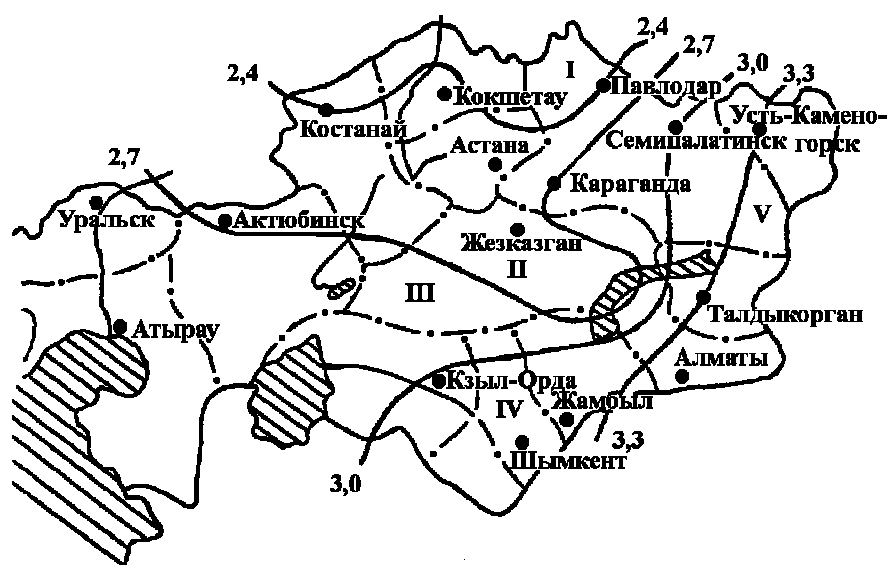 2,4
2,7
I
3,0
2,4
3,3
Павлодар
Кокшетау
Костанай
Усть-Камено-
горск
Семипалатинск
Астана
2,7
Караганда
Уральск
Актюбинск
V
Жезказган
II
III
Талдыкорган
Атырау
Алматы
Кзыл-Орда
IV
Жамбыл
3,3
Шымкент
3,0